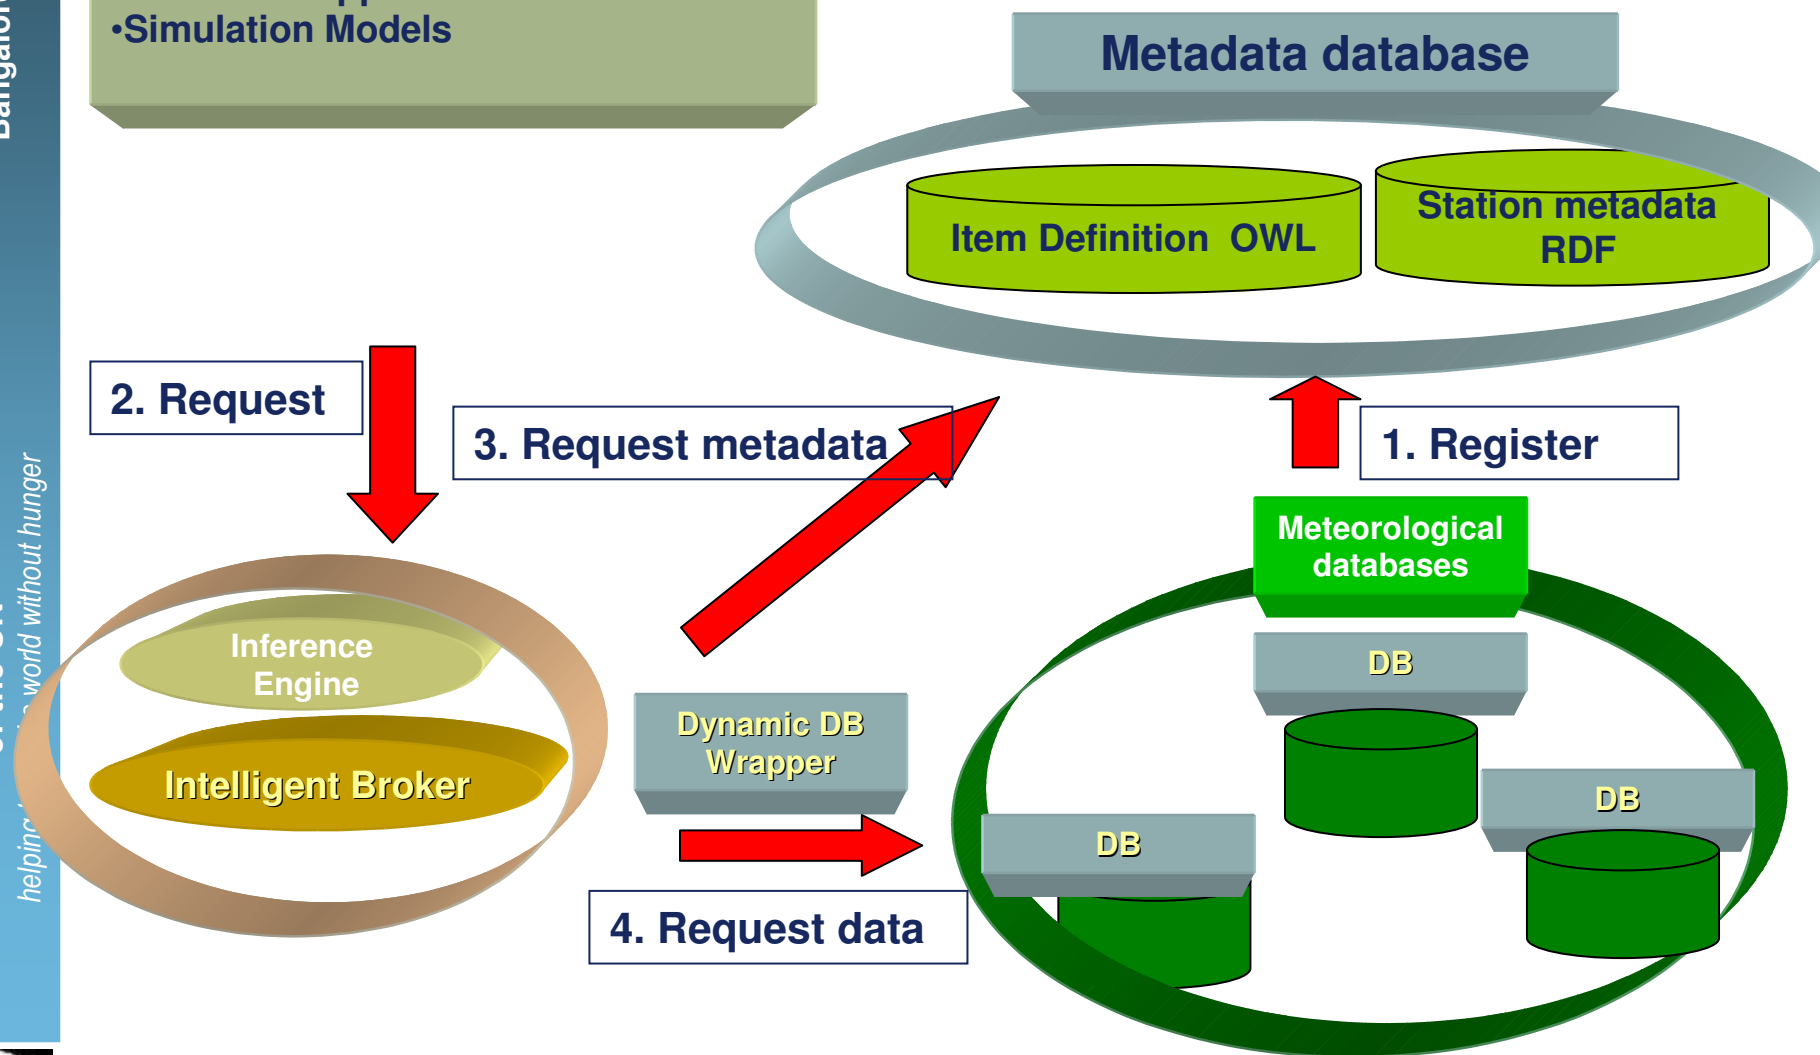 •Simulation Models
Metadata database
Item Definition  OWL
Station metadata
RDF
2. Request
3. Request metadata
1. Register
Meteorological
databases
Inference
Engine
Intelligent Broker
Dynamic DB
Wrapper
DB
DB
DB
4. Request data
world without hunger
helping